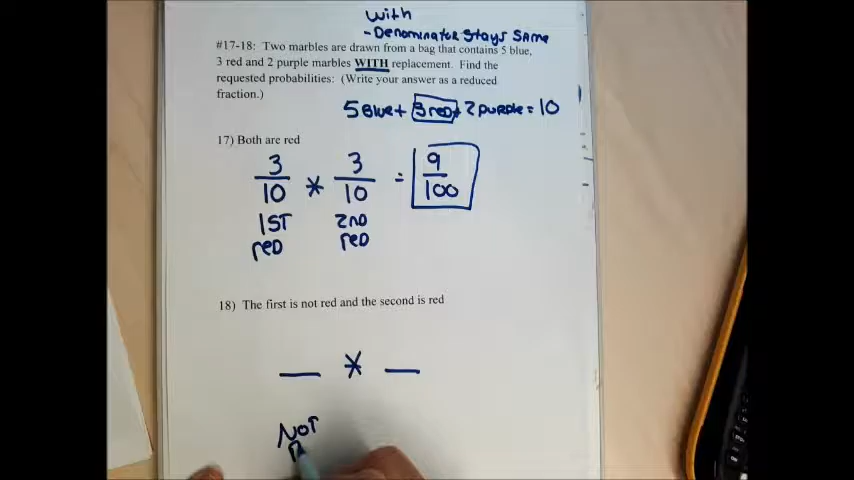 with
- Denominator Stays Same
#17-18: Two marbles are drawn from a bag that contains 5 blue,
3 red and 2 purple marbles WITH replacement. Find the
requested probabilities: (Write your answer as a reduced
fraction.)
5 Blue + 3 red + 2 purple = 10
17) Both are red
3/10 * 3/10 = 9/100
1ST 2ND
red red
18) The first is not red and the second is red
__ * __
NOT